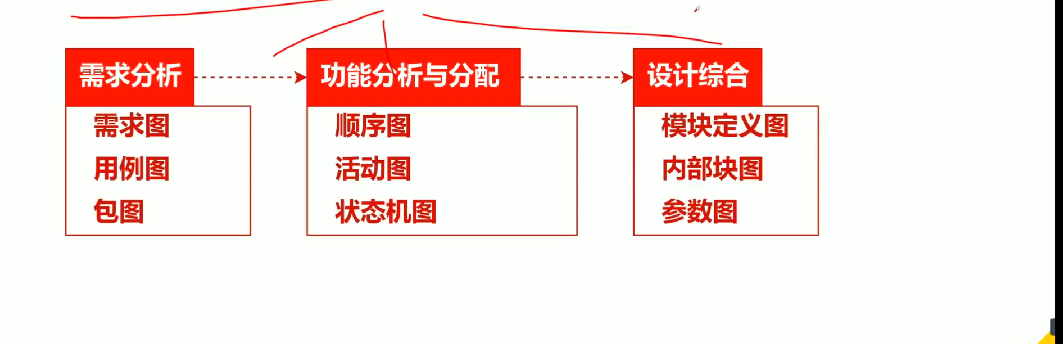 需求分析
需求图
用例图
包图
功能分析与分配
顺序图
活动图
状态机图
设计综合
模块定义图
内部块图
参数图